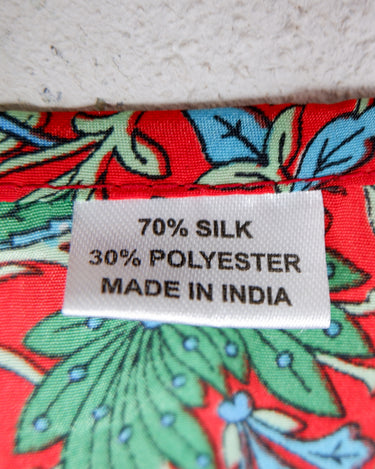 70% SILK
30% POLYESTER
MADE IN INDIA